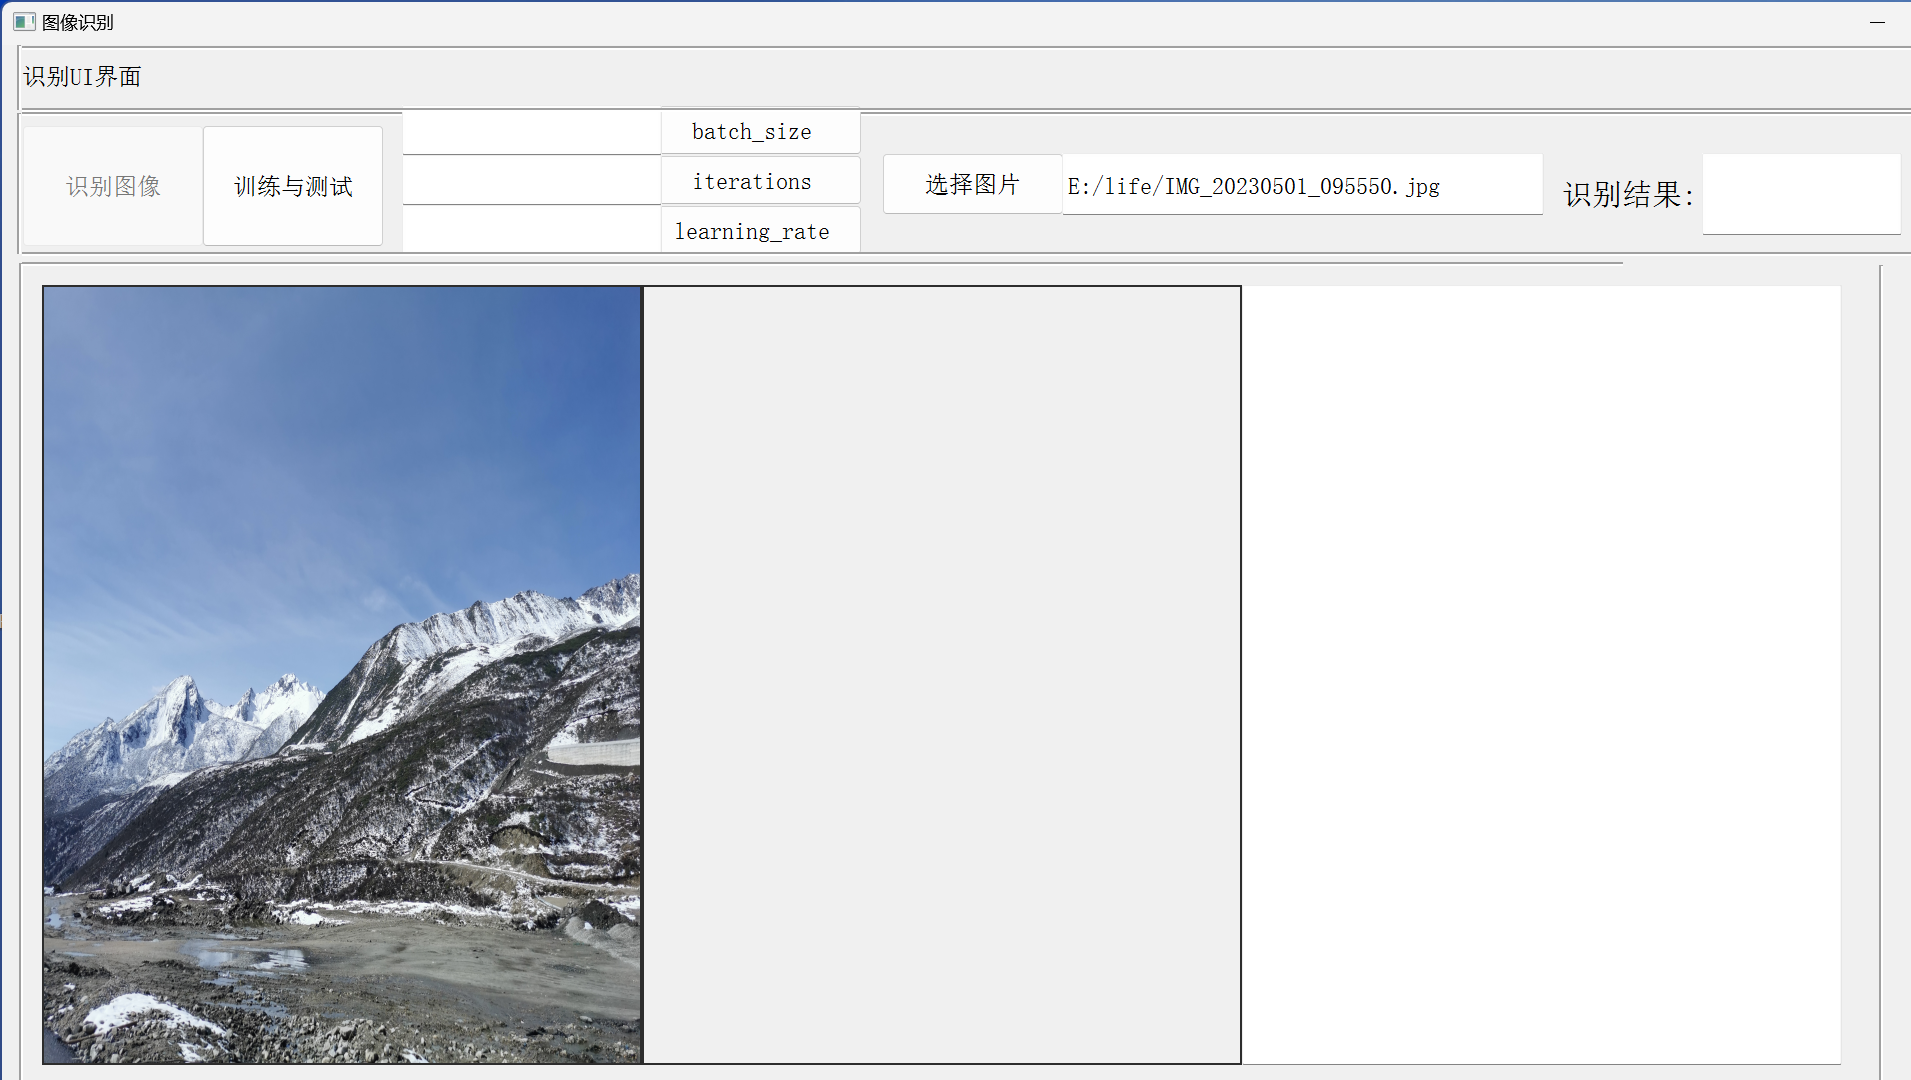 图像识别
识别UI界面
识别图像
训练与测试
batch_size
iterations
learning_rate
选择图片
E:/life/IMG_20230501_095550.jpg
识别结果: